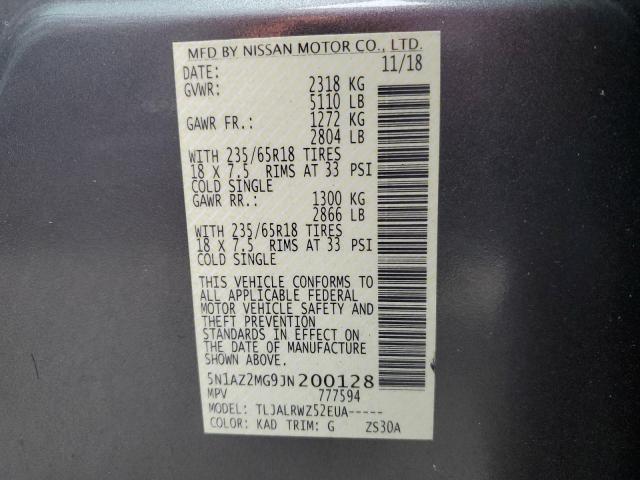 MFD BY NISSAN MOTOR CO., LTD.
DATE: 11/18
GVWR: 2318 KG
5110 LB
GAWR FR.: 1272 KG
2804 LB
WITH 235/65R18 TIRES
18 X 7.5 RIMS AT 33 PSI
COLD SINGLE
GAWR RR.: 1300 KG
2866 LB
WITH 235/65R18 TIRES
18 X 7.5 RIMS AT 33 PSI
COLD SINGLE
THIS VEHICLE CONFORMS TO
ALL APPLICABLE FEDERAL
MOTOR VEHICLE SAFETY AND
THEFT PREVENTION
STANDARDS IN EFFECT ON
THE DATE OF MANUFACTURE
SHOWN ABOVE.
5N1AZ2MG9JN200128
MPV 777594
MODEL: TLJALRWZ52EUA-----
COLOR: KAD TRIM: G ZS30A